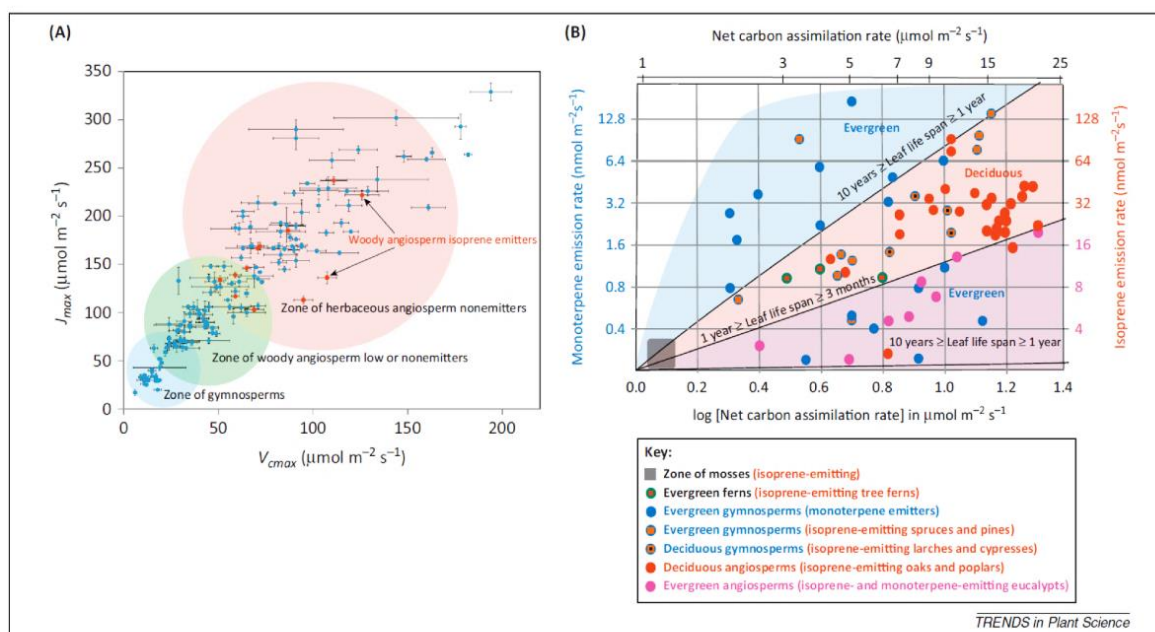 (A)
350
300
250
200
150
100
50
0
J_max (μmol m⁻² s⁻¹)
0
50
100
150
200
V_cmax (μmol m⁻² s⁻¹)
Woody angiosperm isoprene emitters
Zone of herbaceous angiosperm nonemitters
Zone of woody angiosperm low or nonemitters
Zone of gymnosperms
(B)
Net carbon assimilation rate (μmol m⁻² s⁻¹)
1 3 5 7 9 15 25
Monoterpene emission rate (nmol m⁻²s⁻¹)
12.8
6.4
3.2
1.6
0.8
0.4
128
64
32
16
8
4
Isoprene emission rate (nmol m⁻²s⁻¹)
Evergreen
10 years ≥ Leaf life span ≥ 1 year
Deciduous
1 year ≥ Leaf life span ≥ 3 months
Evergreen
10 years ≥ Leaf life span ≥ 1 year
0.0 0.2 0.4 0.6 0.8 1.0 1.2 1.4
log [Net carbon assimilation rate] in μmol m⁻² s⁻¹
Key:
Zone of mosses (isoprene-emitting)
Evergreen ferns (isoprene-emitting tree ferns)
Evergreen gymnosperms (monoterpene emitters)
Evergreen gymnosperms (isoprene-emitting spruces and pines)
Deciduous gymnosperms (isoprene-emitting larches and cypresses)
Deciduous angiosperms (isoprene-emitting oaks and poplars)
Evergreen angiosperms (isoprene- and monoterpene-emitting eucalypts)
TRENDS in Plant Science